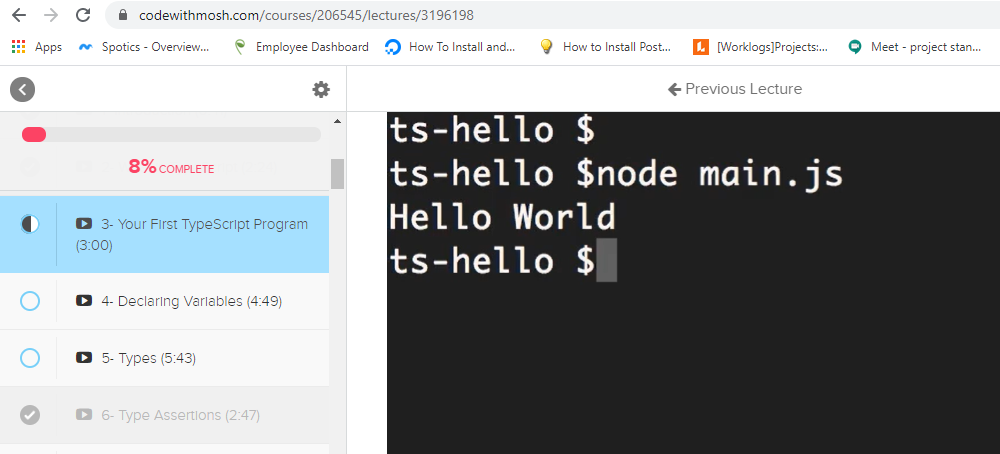 codewithmosh.com/courses/206545/lectures/3196198
Apps
Spotics - Overview...
Employee Dashboard
How To Install and...
How to Install Post...
[Worklogs]Projects:...
Meet - project stan...
Previous Lecture
8% COMPLETE
3- Your First TypeScript Program
(3:00)
4- Declaring Variables (4:49)
5- Types (5:43)
6- Type Assertions (2:47)
ts-hello $
ts-hello $node main.js
Hello World
ts-hello $